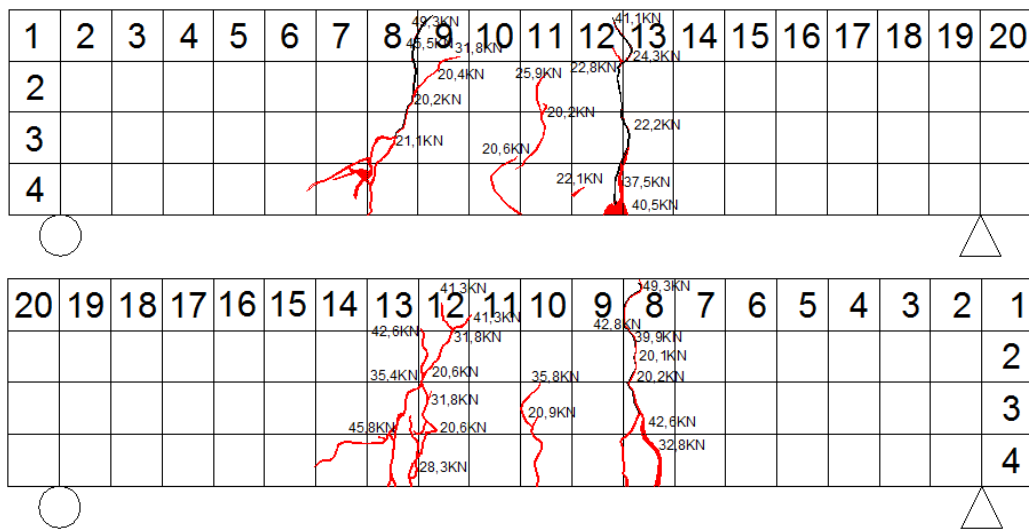 49,3KN 41,1KN
1 2 3 4 5 6 7 8 9 10 11 12 13 14 15 16 17 18 19 20
45,5KN 31,8KN 24,3KN
20,4KN 25,9KN 22,8KN
2
20,2KN 20,2KN
22,2KN
3 21,1KN
20,6KN
22,1KN 37,5KN
4
40,5KN
41,3KN 49,3KN
20 19 18 17 16 15 14 13 12 11 10 9 8 7 6 5 4 3 2 1
41,3KN
42,6KN 31,8KN 42,8KN 39,9KN
2
20,1KN
35,4KN 20,6KN 35,8KN 20,2KN
31,8KN
3
20,9KN 42,6KN
45,8KN 20,6KN
32,8KN
28,3KN
4